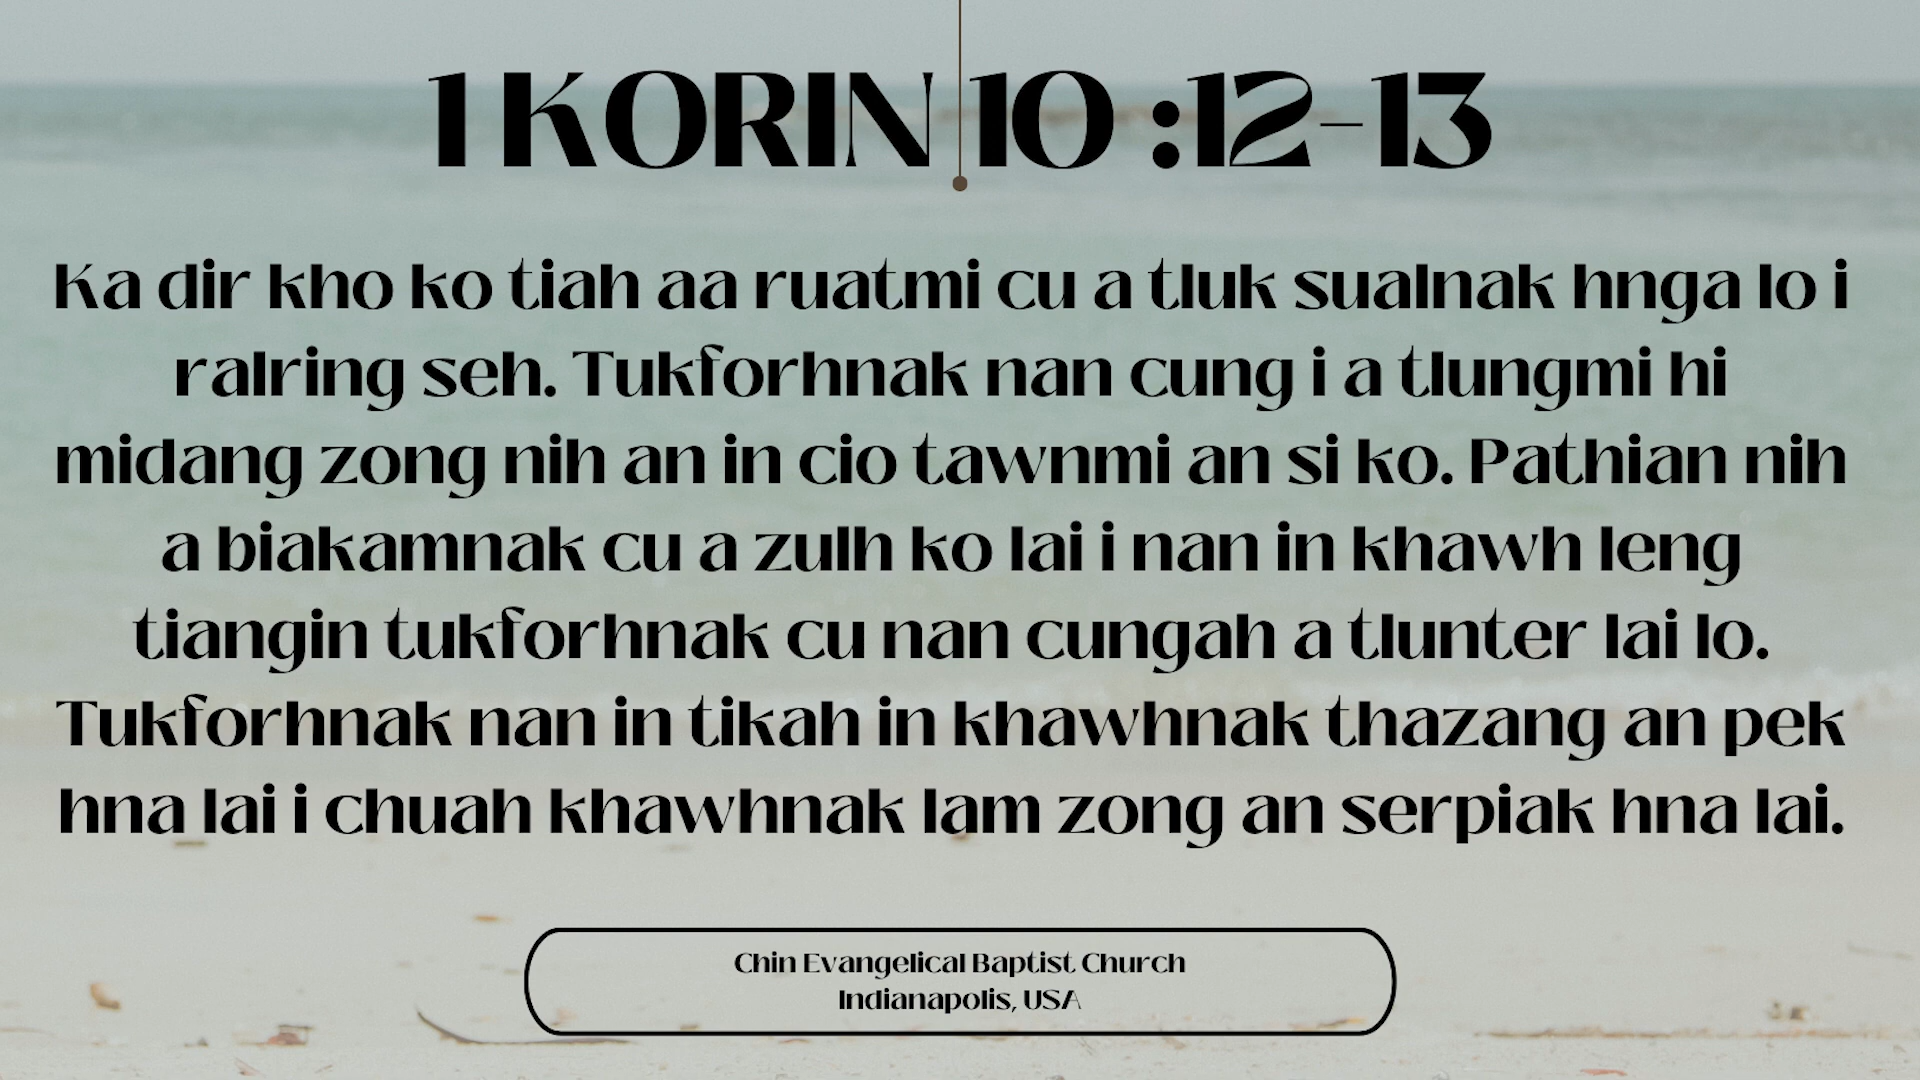 1 KORIN 10 :12-13
Ka dir kho ko tiah aa ruatmi cu a tluk sualnak hnga lo i
ralring seh. Tukforhnak nan cung i a tlungmi hi
midang zong nih an in cio tawnmi an si ko. Pathian nih
a biakamnak cu a zulh ko lai i nan in khawh leng
tiangin tukforhnak cu nan cungah a tlunter lai lo.
Tukforhnak nan in tikah in khawhnak thazang an pek
hna lai i chuah khawhnak lam zong an serpiak hna lai.
Chin Evangelical Baptist Church
Indianapolis, USA